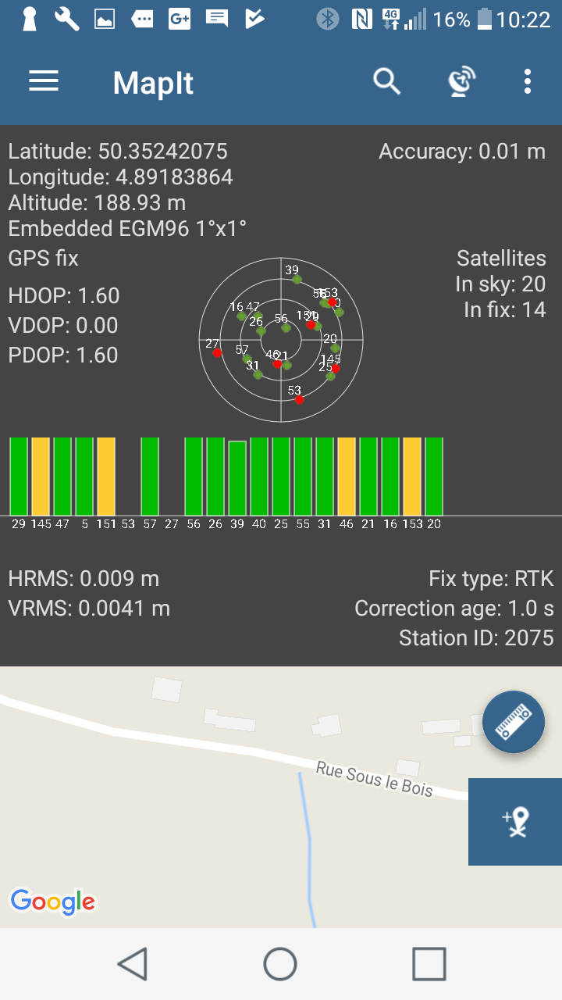 G+ 4G 16% 10:22
MapIt
Latitude: 50.35242075 Accuracy: 0.01 m
Longitude: 4.89183864
Altitude: 188.93 m
Embedded EGM96 1°x1°
GPS fix Satellites
In sky: 20
HDOP: 1.60 In fix: 14
VDOP: 0.00
PDOP: 1.60
39
153
16 47
26 56 151
27 57 20
46 21 145
31 25
53
29 145 47 5 151 53 57 27 56 26 39 40 25 55 31 46 21 16 153 20
HRMS: 0.009 m Fix type: RTK
VRMS: 0.0041 m Correction age: 1.0 s
Station ID: 2075
Rue Sous le Bois
Google